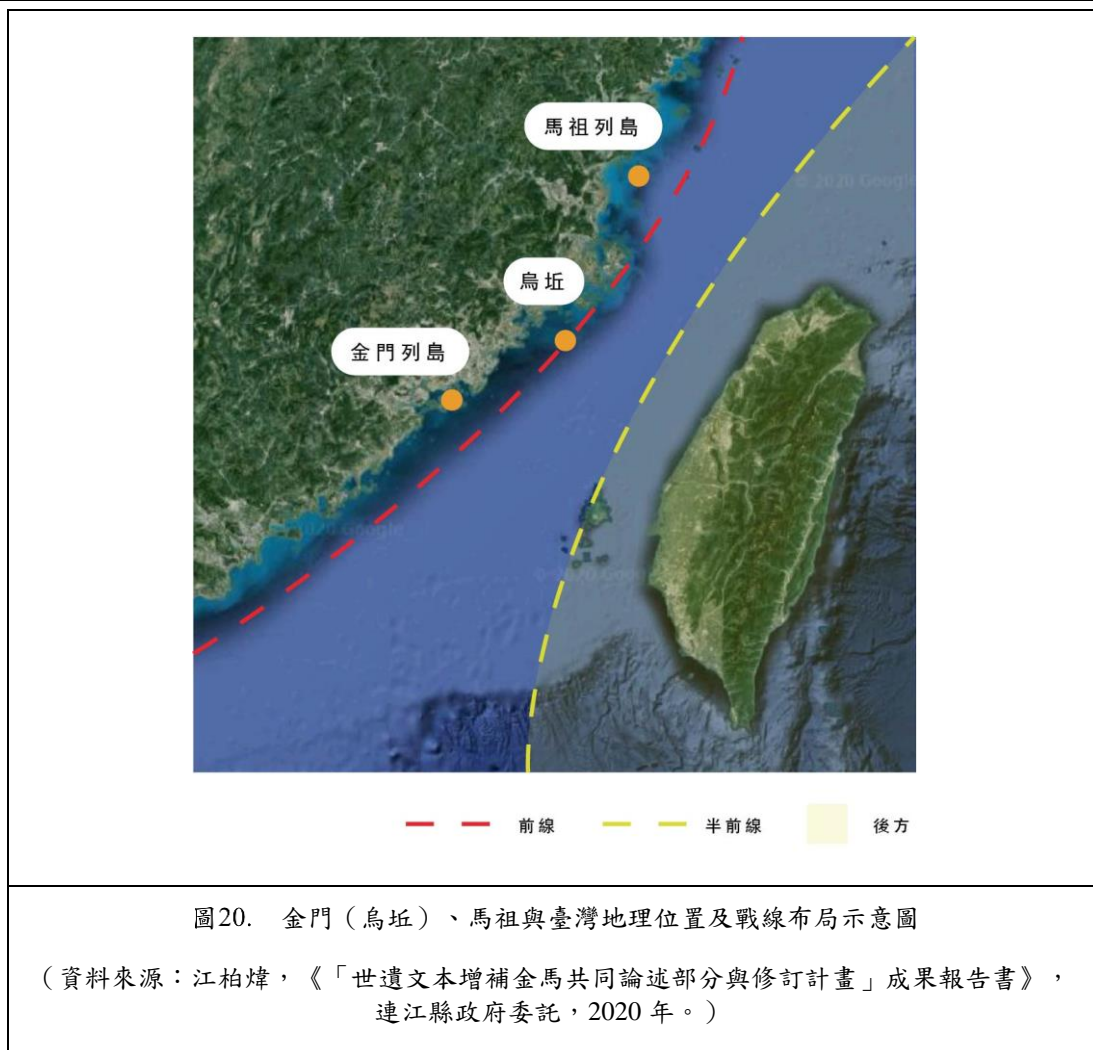 馬祖列島
© 2020 Google
烏坵
金門列島
2020 Google
前線
半前線
後方
圖20. 金門（烏坵）、馬祖與臺灣地理位置及戰線布局示意圖
（資料來源：江柏煒，《「世遺文本增補金馬共同論述部分與修訂計畫」成果報告書》，
連江縣政府委託，2020 年。）